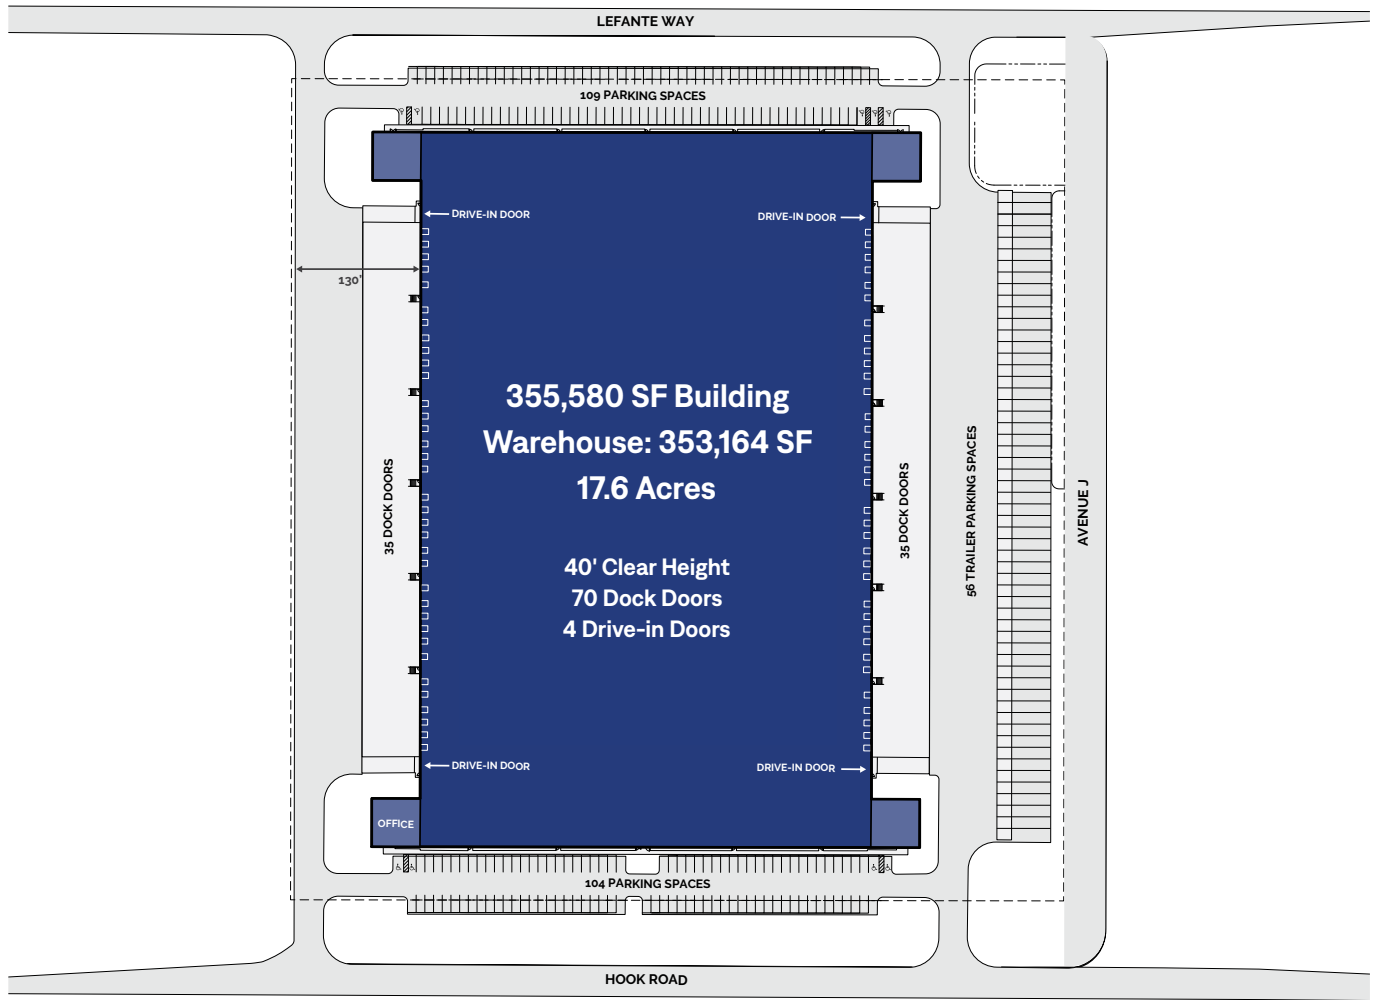 LEFANTE WAY
109 PARKING SPACES
DRIVE-IN DOOR
DRIVE-IN DOOR
130'
355,580 SF Building
Warehouse: 353,164 SF
17.6 Acres
40' Clear Height
70 Dock Doors
4 Drive-in Doors
35 DOCK DOORS
35 DOCK DOORS
56 TRAILER PARKING SPACES
AVENUE J
DRIVE-IN DOOR
DRIVE-IN DOOR
OFFICE
104 PARKING SPACES
HOOK ROAD